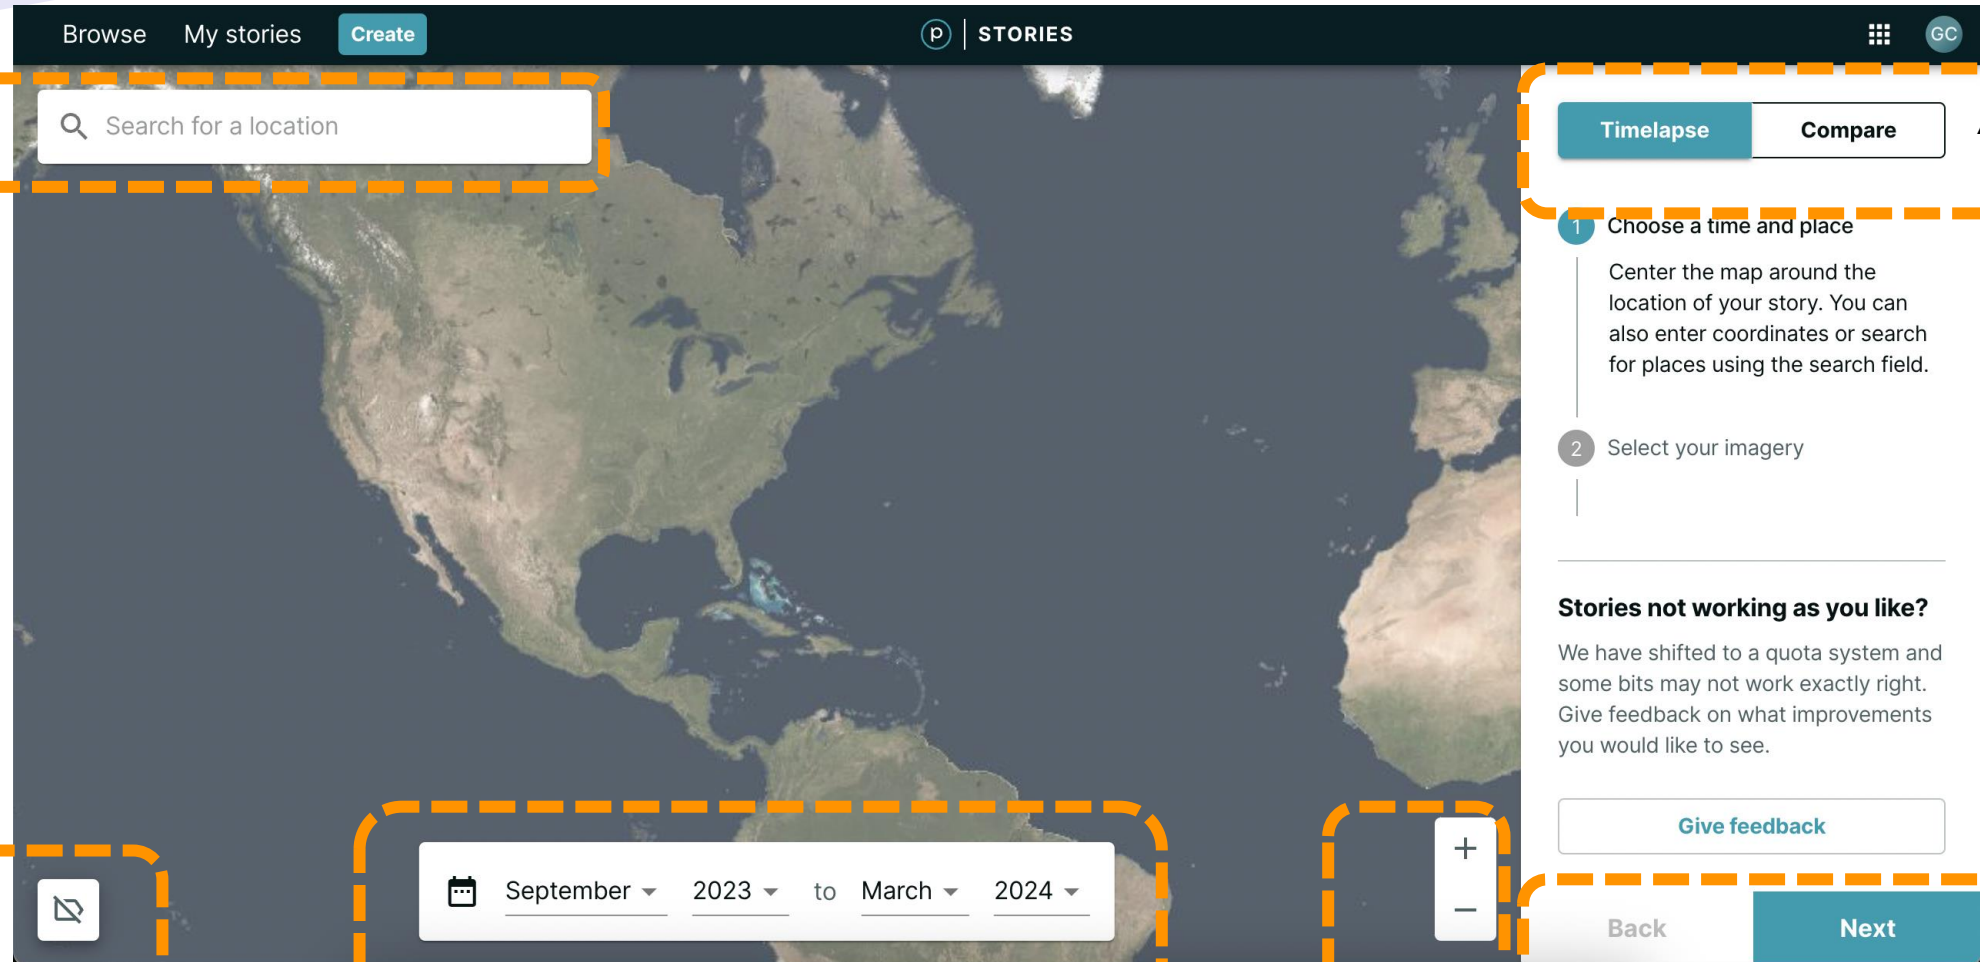 Browse My stories Create
p STORIES
GC
Search for a location
Timelapse Compare
1 Choose a time and place
Center the map around the
location of your story. You can
also enter coordinates or search
for places using the search field.
2 Select your imagery
Stories not working as you like?
We have shifted to a quota system and
some bits may not work exactly right.
Give feedback on what improvements
you would like to see.
Give feedback
September 2023 to March 2024
+
−
Back Next